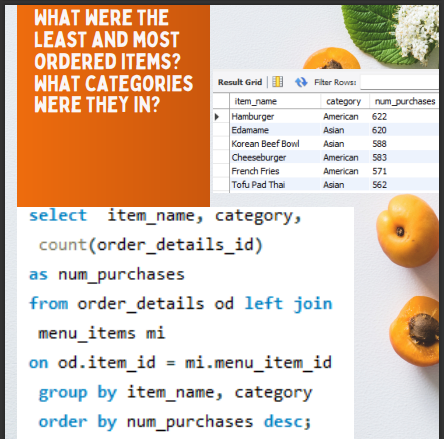 WHAT WERE THE
LEAST AND MOST
ORDERED ITEMS?
WHAT CATEGORIES
WERE THEY IN?
Result Grid Filter Rows:
item_name category num_purchases
Hamburger American 622
Edamame Asian 620
Korean Beef Bowl Asian 588
Cheeseburger American 583
French Fries American 571
Tofu Pad Thai Asian 562
select item_name, category,
count(order_details_id)
as num_purchases
from order_details od left join
menu_items mi
on od.item_id = mi.menu_item_id
group by item_name, category
order by num_purchases desc;